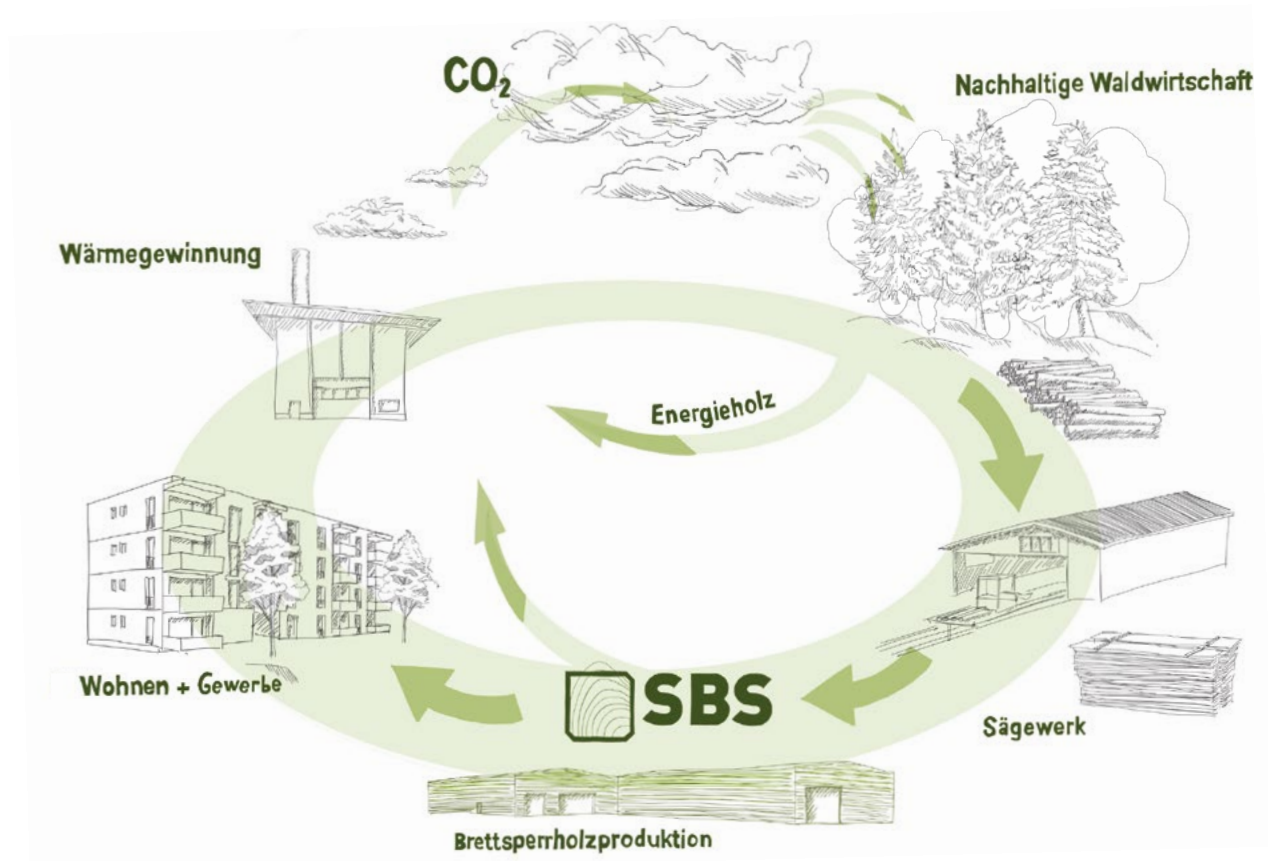 CO₂
Nachhaltige Waldwirtschaft
Wärmegewinnung
Energieholz
SBS
Wohnen + Gewerbe
Sägewerk
Brettsperrholzproduktion